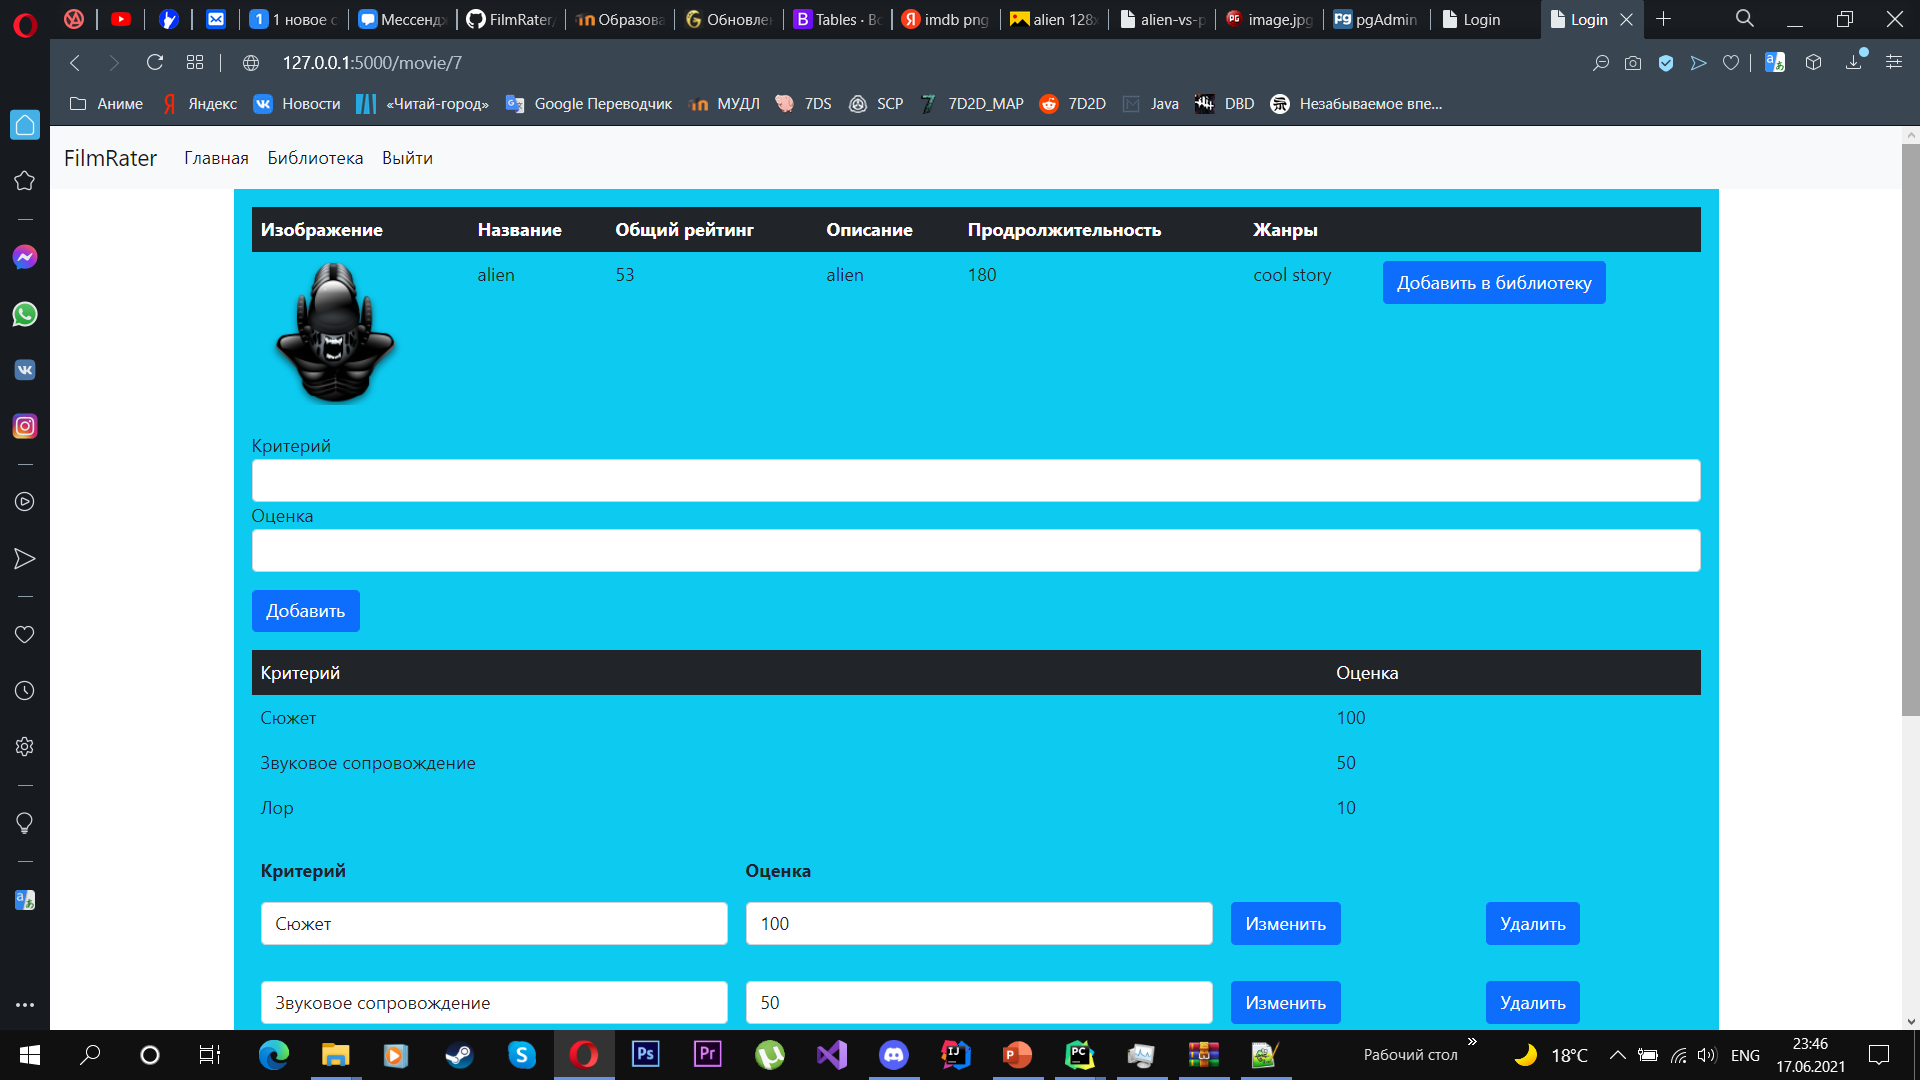 1 новое с
Мессендж
FilmRater/
Образова
Обновле
Tables · Bo
imdb png
alien 128x
alien-vs-p
image.jpg
pgAdmin
Login
Login
127.0.0.1:5000/movie/7
Аниме
Яндекс
Новости
«Читай-город»
Google Переводчик
МУДЛ
7DS
SCP
7D2D_MAP
7D2D
Java
DBD
Незабываемое впе...
FilmRater Главная Библиотека Выйти
Изображение Название Общий рейтинг Описание Продролжительность Жанры
alien 53 alien 180 cool story Добавить в библиотеку
Критерий
Оценка
Добавить
Критерий Оценка
Сюжет 100
Звуковое сопровождение 50
Лор 10
Критерий Оценка
Сюжет 100 Изменить Удалить
Звуковое сопровождение 50 Изменить Удалить
Рабочий стол
18°C
ENG
23:46
17.06.2021